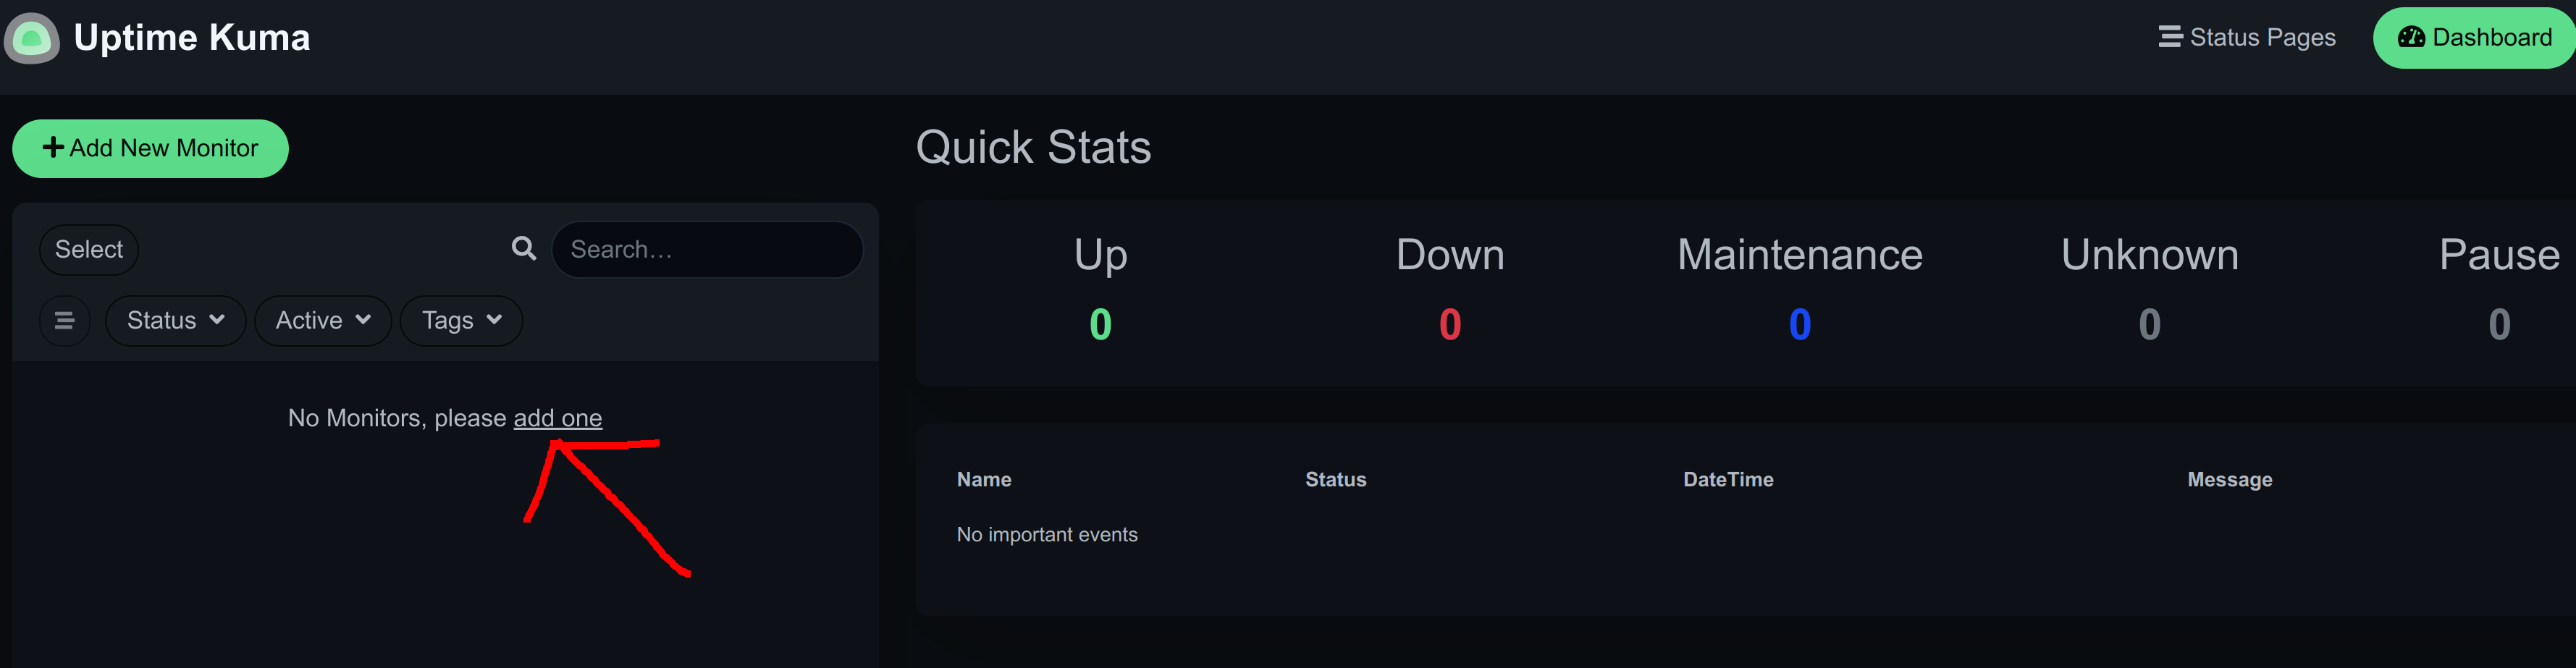 Uptime Kuma
Status Pages
Dashboard
Add New Monitor
Select
Search…
Status
Active
Tags
No Monitors, please add one
Quick Stats
Up Down Maintenance Unknown Pause
0 0 0 0 0
Name Status DateTime Message
No important events